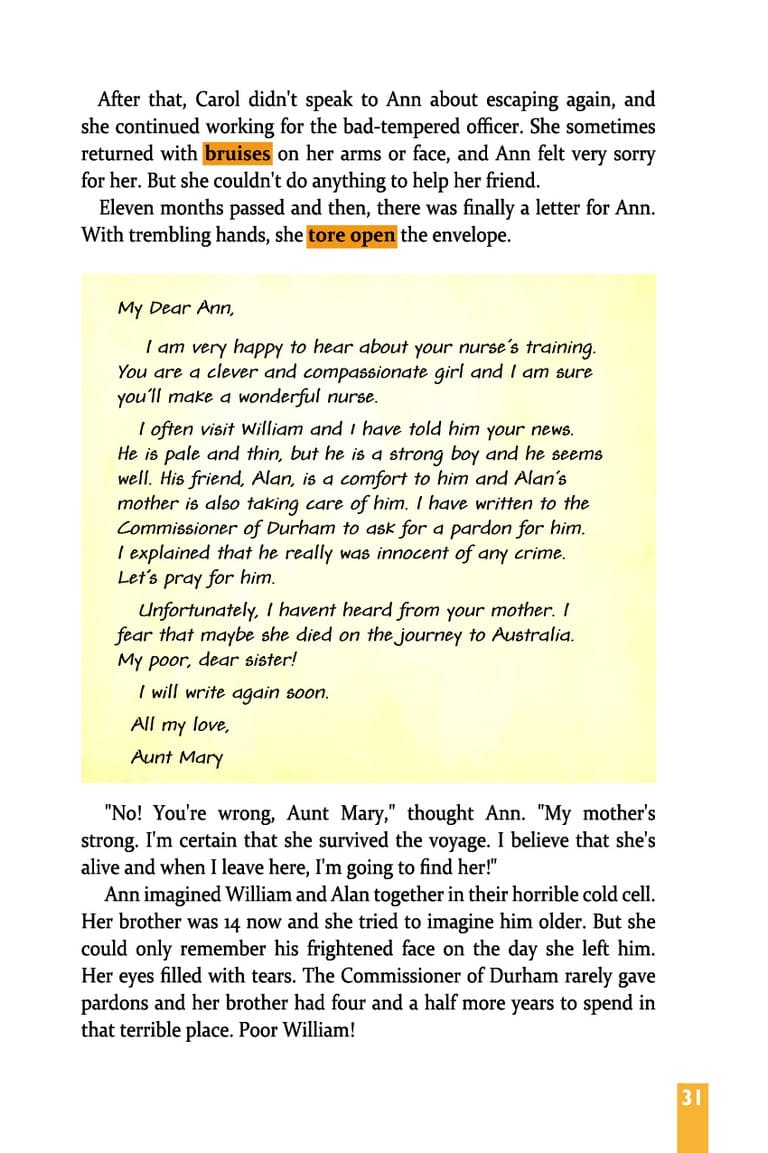 After that, Carol didn't speak to Ann about escaping again, and
she continued working for the bad-tempered officer. She sometimes
returned with bruises on her arms or face, and Ann felt very sorry
for her. But she couldn't do anything to help her friend.
Eleven months passed and then, there was finally a letter for Ann.
With trembling hands, she tore open the envelope.
My Dear Ann,
I am very happy to hear about your nurse's training.
You are a clever and compassionate girl and I am sure
you'll make a wonderful nurse.
I often visit William and I have told him your news.
He is pale and thin, but he is a strong boy and he seems
well. His friend, Alan, is a comfort to him and Alan's
mother is also taking care of him. I have written to the
Commissioner of Durham to ask for a pardon for him.
I explained that he really was innocent of any crime.
Let's pray for him.
Unfortunately, I havent heard from your mother. I
fear that maybe she died on the journey to Australia.
My poor, dear sister!
I will write again soon.
All my love,
Aunt Mary
"No! You're wrong, Aunt Mary," thought Ann. "My mother's
strong. I'm certain that she survived the voyage. I believe that she's
alive and when I leave here, I'm going to find her!"
Ann imagined William and Alan together in their horrible cold cell.
Her brother was 14 now and she tried to imagine him older. But she
could only remember his frightened face on the day she left him.
Her eyes filled with tears. The Commissioner of Durham rarely gave
pardons and her brother had four and a half more years to spend in
that terrible place. Poor William!
31